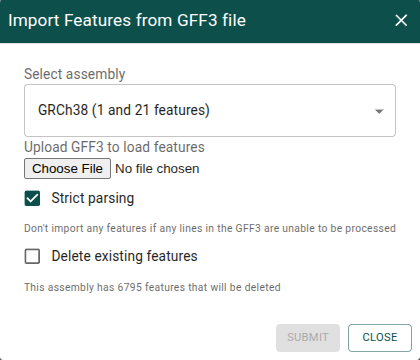 Import Features from GFF3 file
Select assembly
GRCh38 (1 and 21 features)
Upload GFF3 to load features
Choose File No file chosen
Strict parsing
Don't import any features if any lines in the GFF3 are unable to be processed
Delete existing features
This assembly has 6795 features that will be deleted
SUBMIT CLOSE